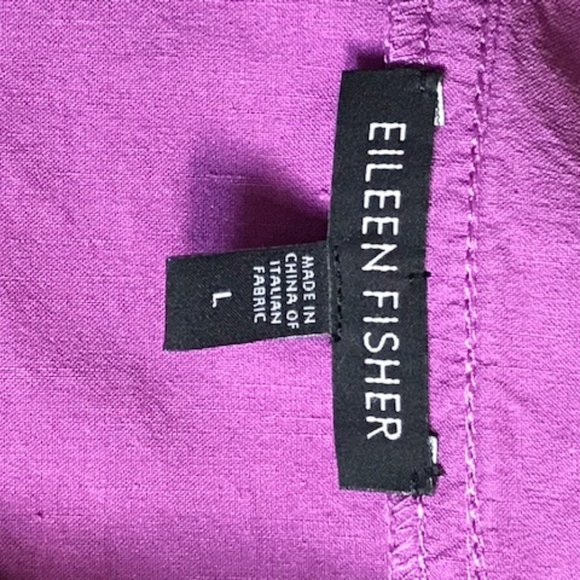 EILEEN FISHER
MADE IN
CHINA OF
ITALIAN
FABRIC
L